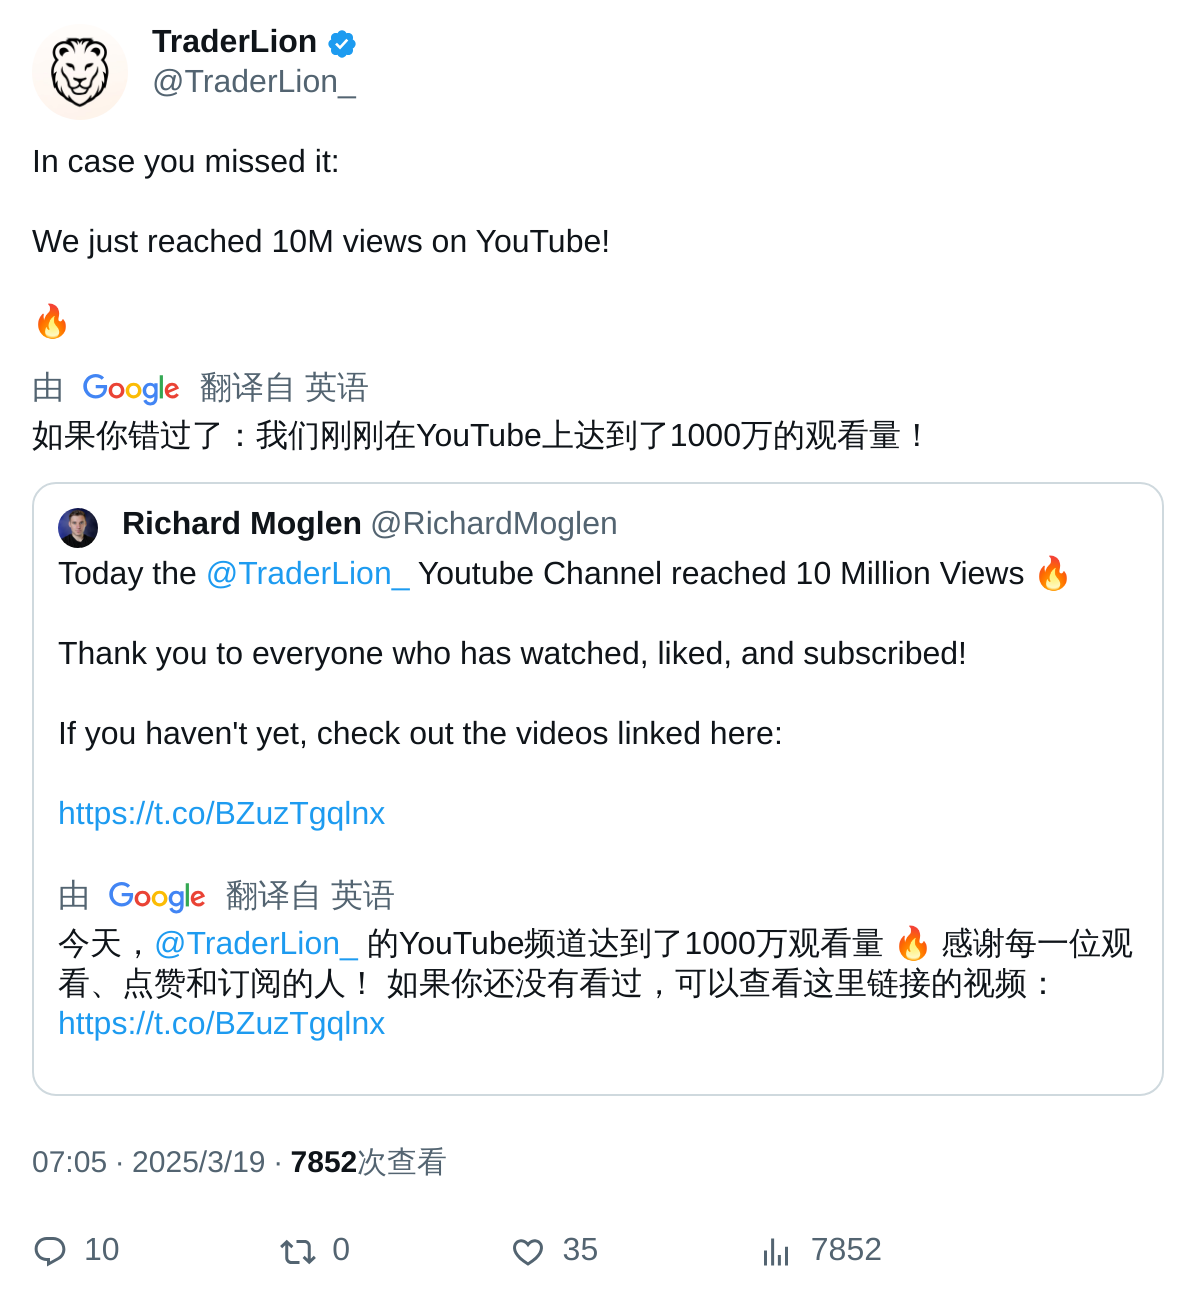 TraderLion
@TraderLion_
In case you missed it:
We just reached 10M views on YouTube!
🔥
由 Google 翻译自 英语
如果你错过了：我们刚刚在YouTube上达到了1000万的观看量！
Richard Moglen @RichardMoglen
Today the @TraderLion_ Youtube Channel reached 10 Million Views 🔥
Thank you to everyone who has watched, liked, and subscribed!
If you haven't yet, check out the videos linked here:
https://t.co/BZuzTgqlnx
由 Google 翻译自 英语
今天，@TraderLion_ 的YouTube频道达到了1000万观看量 🔥 感谢每一位观
看、点赞和订阅的人！ 如果你还没有看过，可以查看这里链接的视频：
https://t.co/BZuzTgqlnx
07:05 · 2025/3/19 · 7852次查看
10 0 35 7852